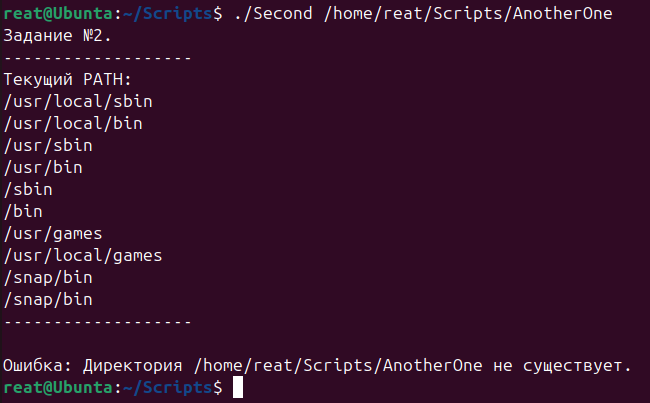 reat@Ubunta:~/Scripts$ ./Second /home/reat/Scripts/AnotherOne
Задание №2.
-------------------
Текущий PATH:
/usr/local/sbin
/usr/local/bin
/usr/sbin
/usr/bin
/sbin
/bin
/usr/games
/usr/local/games
/snap/bin
/snap/bin
-------------------
Ошибка: Директория /home/reat/Scripts/AnotherOne не существует.
reat@Ubunta:~/Scripts$